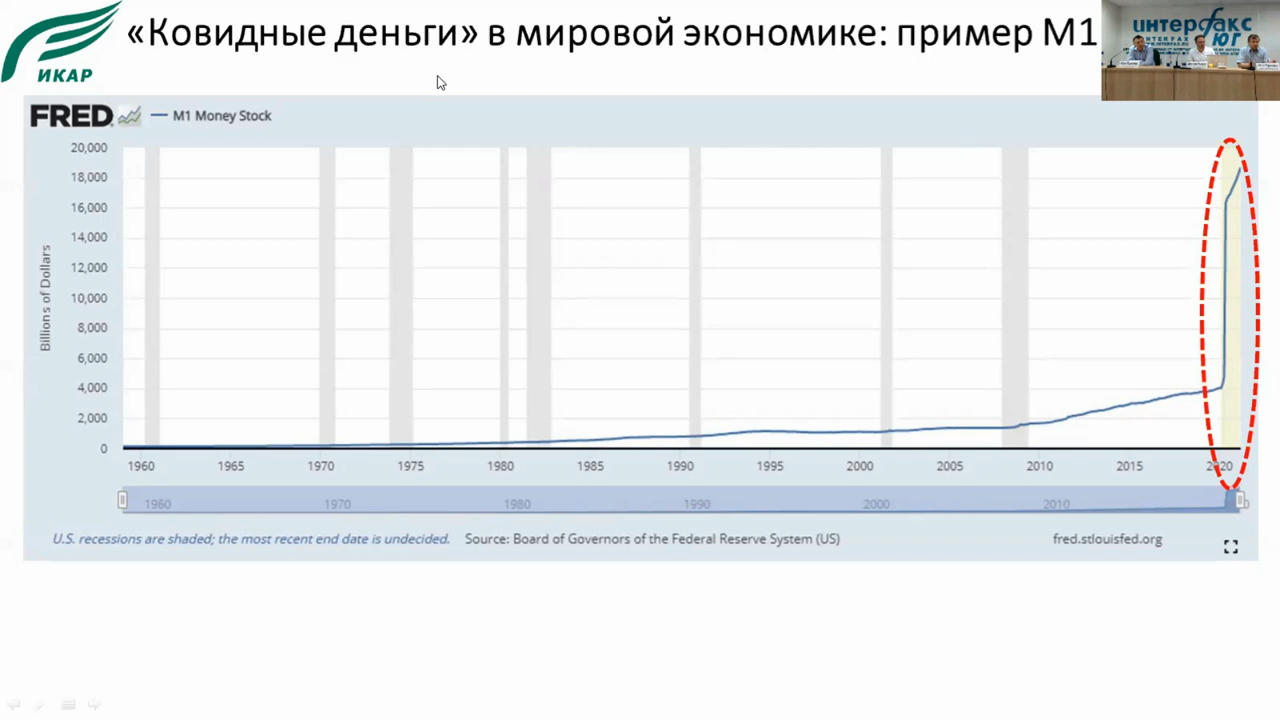 «Ковидные деньги» в мировой экономике: пример М1
ИКАР
интерфакс
ЮГ
INTERFAX
FRED
M1 Money Stock
20,000
18,000
16,000
14,000
12,000
10,000
8,000
6,000
4,000
2,000
0
Billions of Dollars
1960 1965 1970 1975 1980 1985 1990 1995 2000 2005 2010 2015 2020
1960 1970 1980 1990 2000 2010
U.S. recessions are shaded; the most recent end date is undecided. Source: Board of Governors of the Federal Reserve System (US) fred.stlouisfed.org